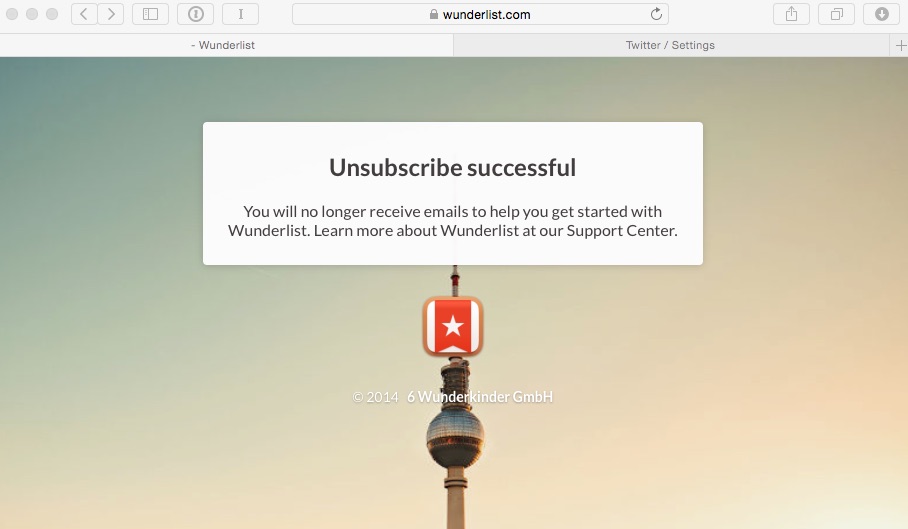 wunderlist.com
- Wunderlist
Twitter / Settings
Unsubscribe successful
You will no longer receive emails to help you get started with
Wunderlist. Learn more about Wunderlist at our Support Center.
© 2014 6 Wunderkinder GmbH